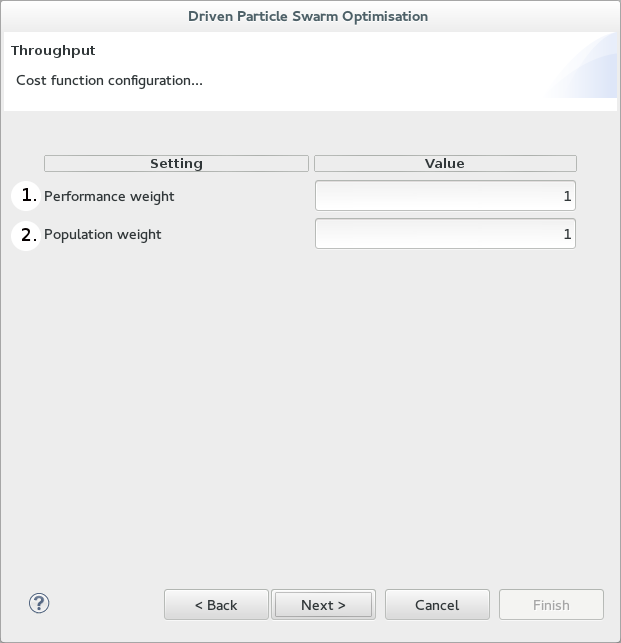 Driven Particle Swarm Optimisation
Throughput
Cost function configuration...
Setting Value
1. Performance weight 1
2. Population weight 1
? < Back Next > Cancel Finish